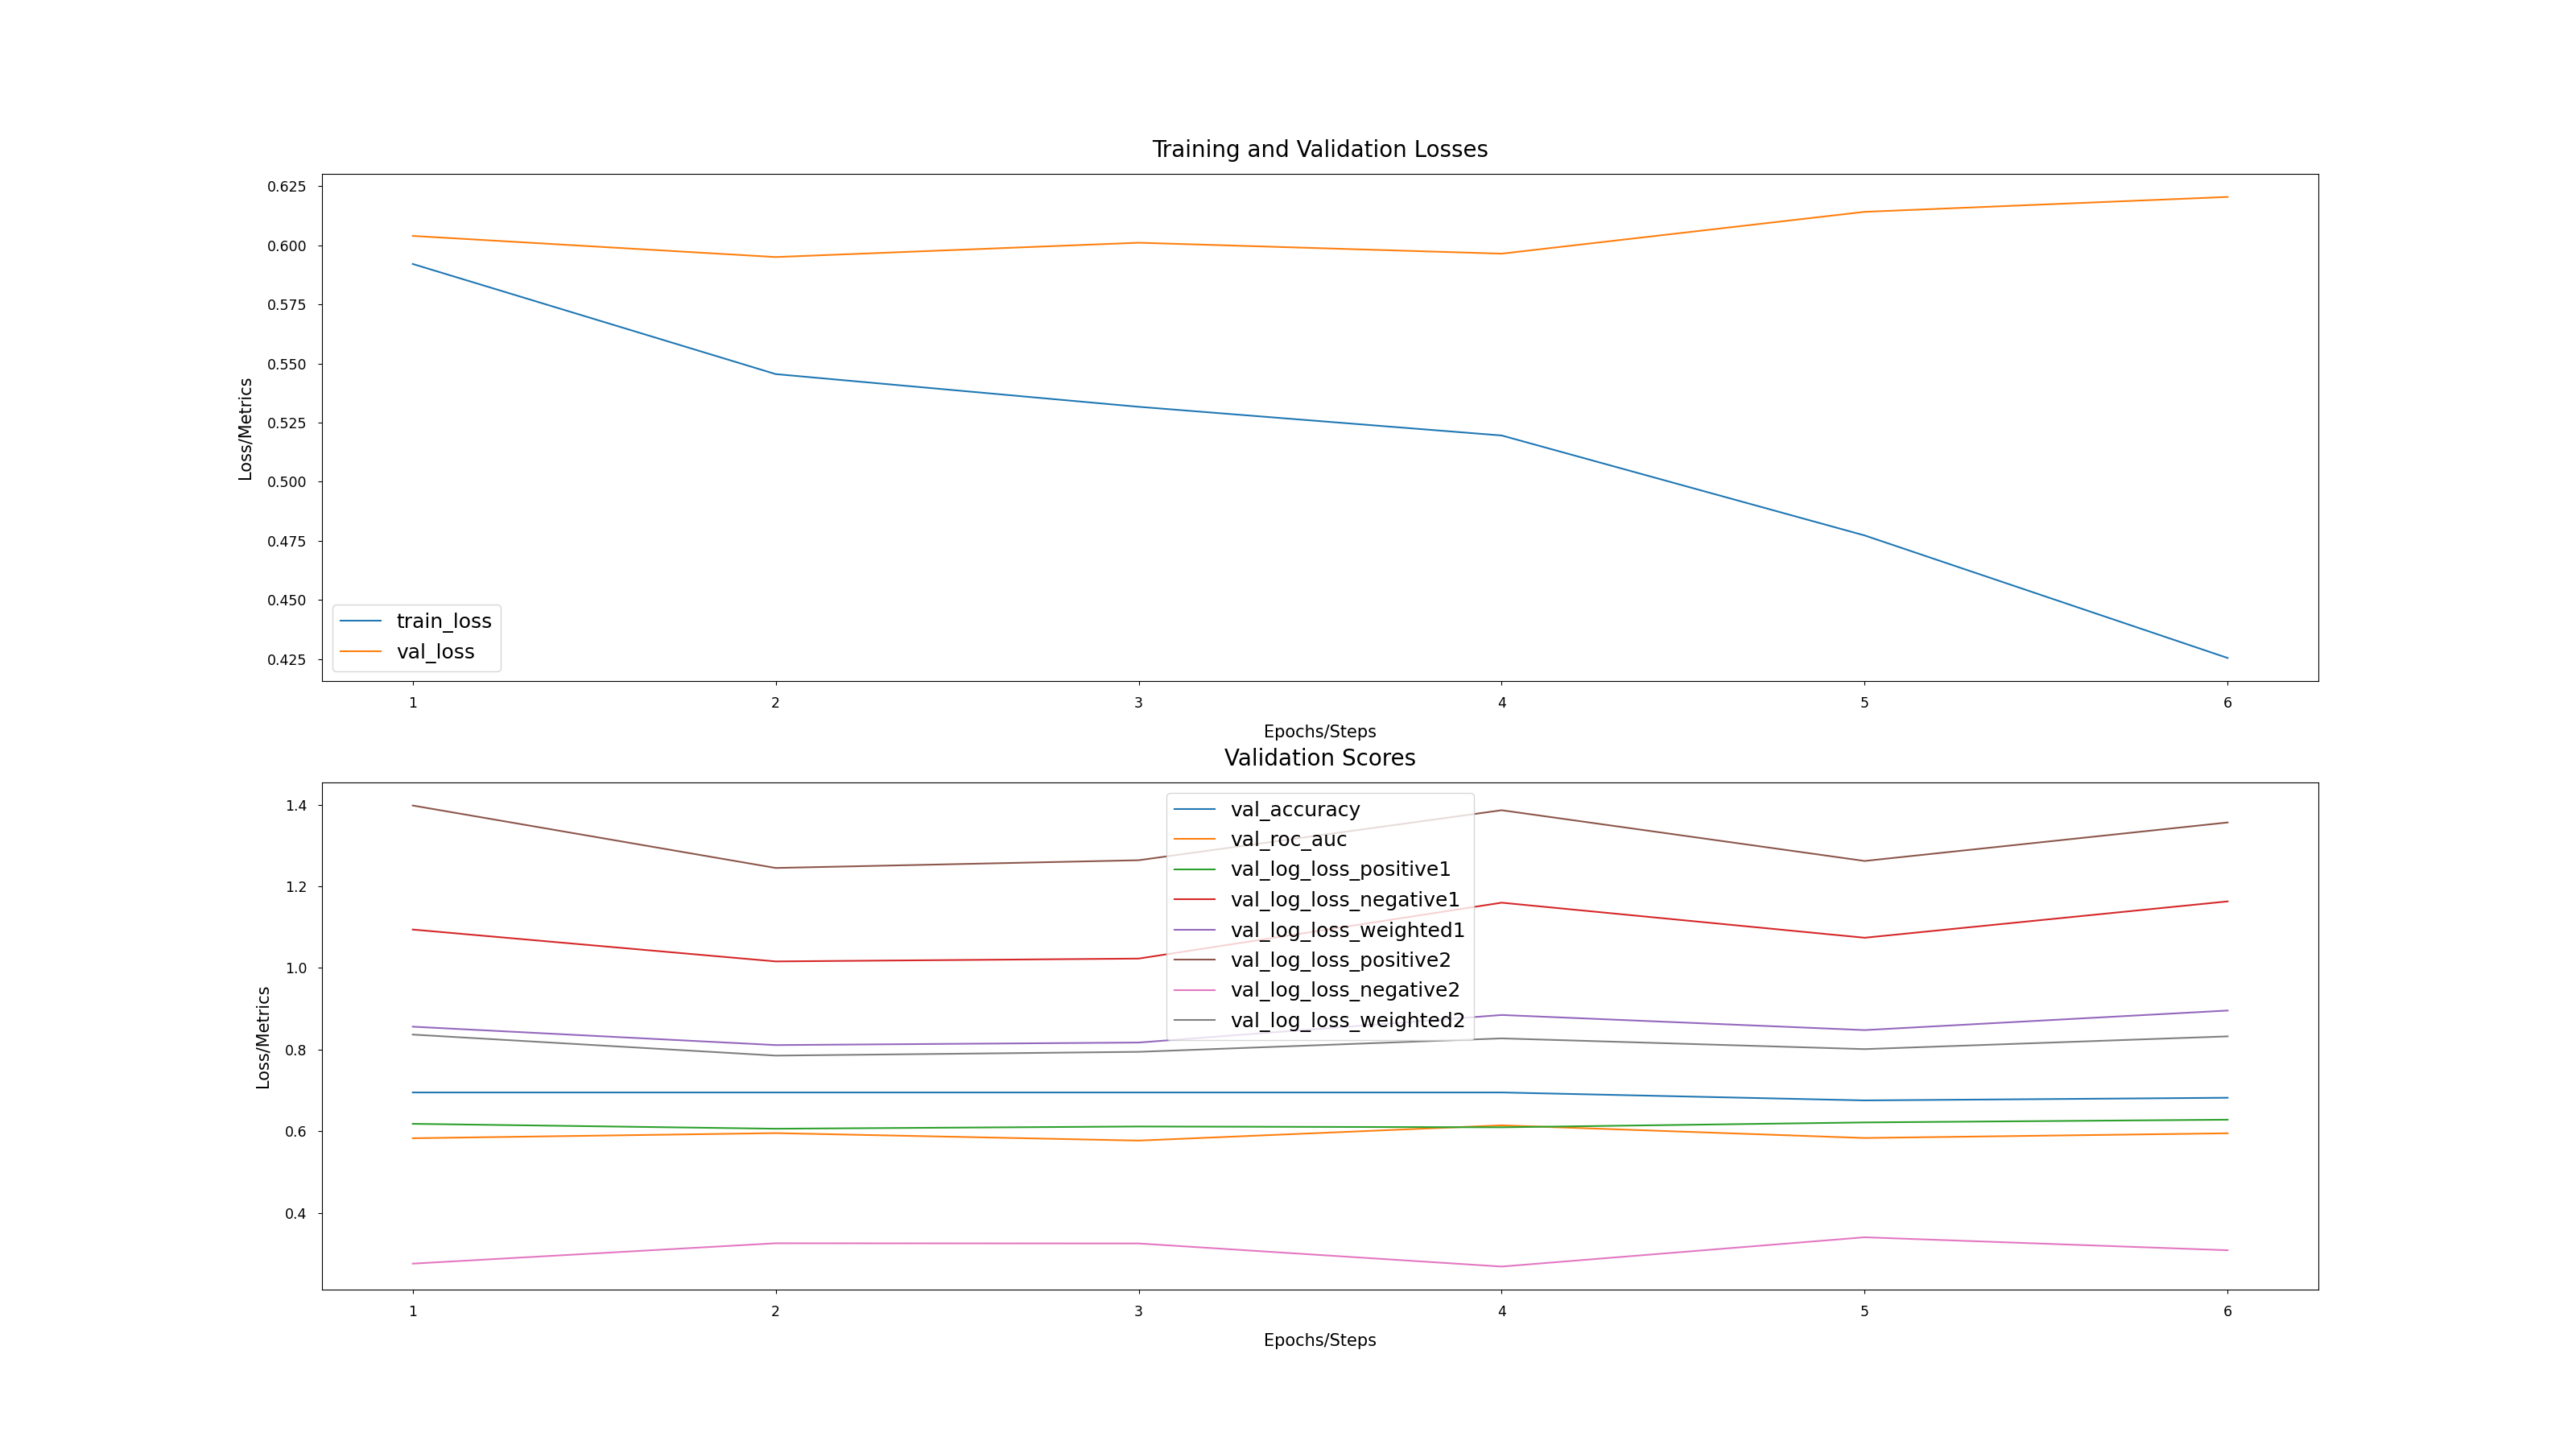 Training and Validation Losses
Loss/Metrics
0.625
0.600
0.575
0.550
0.525
0.500
0.475
0.450
0.425
train_loss
val_loss
1 2 3 4 5 6
Epochs/Steps
Validation Scores
Loss/Metrics
1.4
1.2
1.0
0.8
0.6
0.4
val_accuracy
val_roc_auc
val_log_loss_positive1
val_log_loss_negative1
val_log_loss_weighted1
val_log_loss_positive2
val_log_loss_negative2
val_log_loss_weighted2
1 2 3 4 5 6
Epochs/Steps